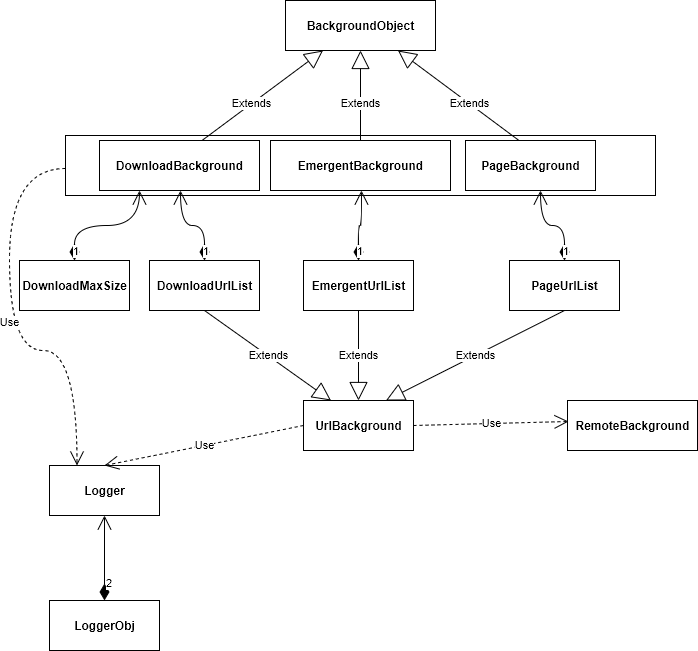 BackgroundObject
Extends
Extends
Extends
DownloadBackground
EmergentBackground
PageBackground
1
1
1
1
DownloadMaxSize
DownloadUrlList
EmergentUrlList
PageUrlList
Use
Extends
Extends
Extends
UrlBackground
Use
RemoteBackground
Use
Logger
2
LoggerObj